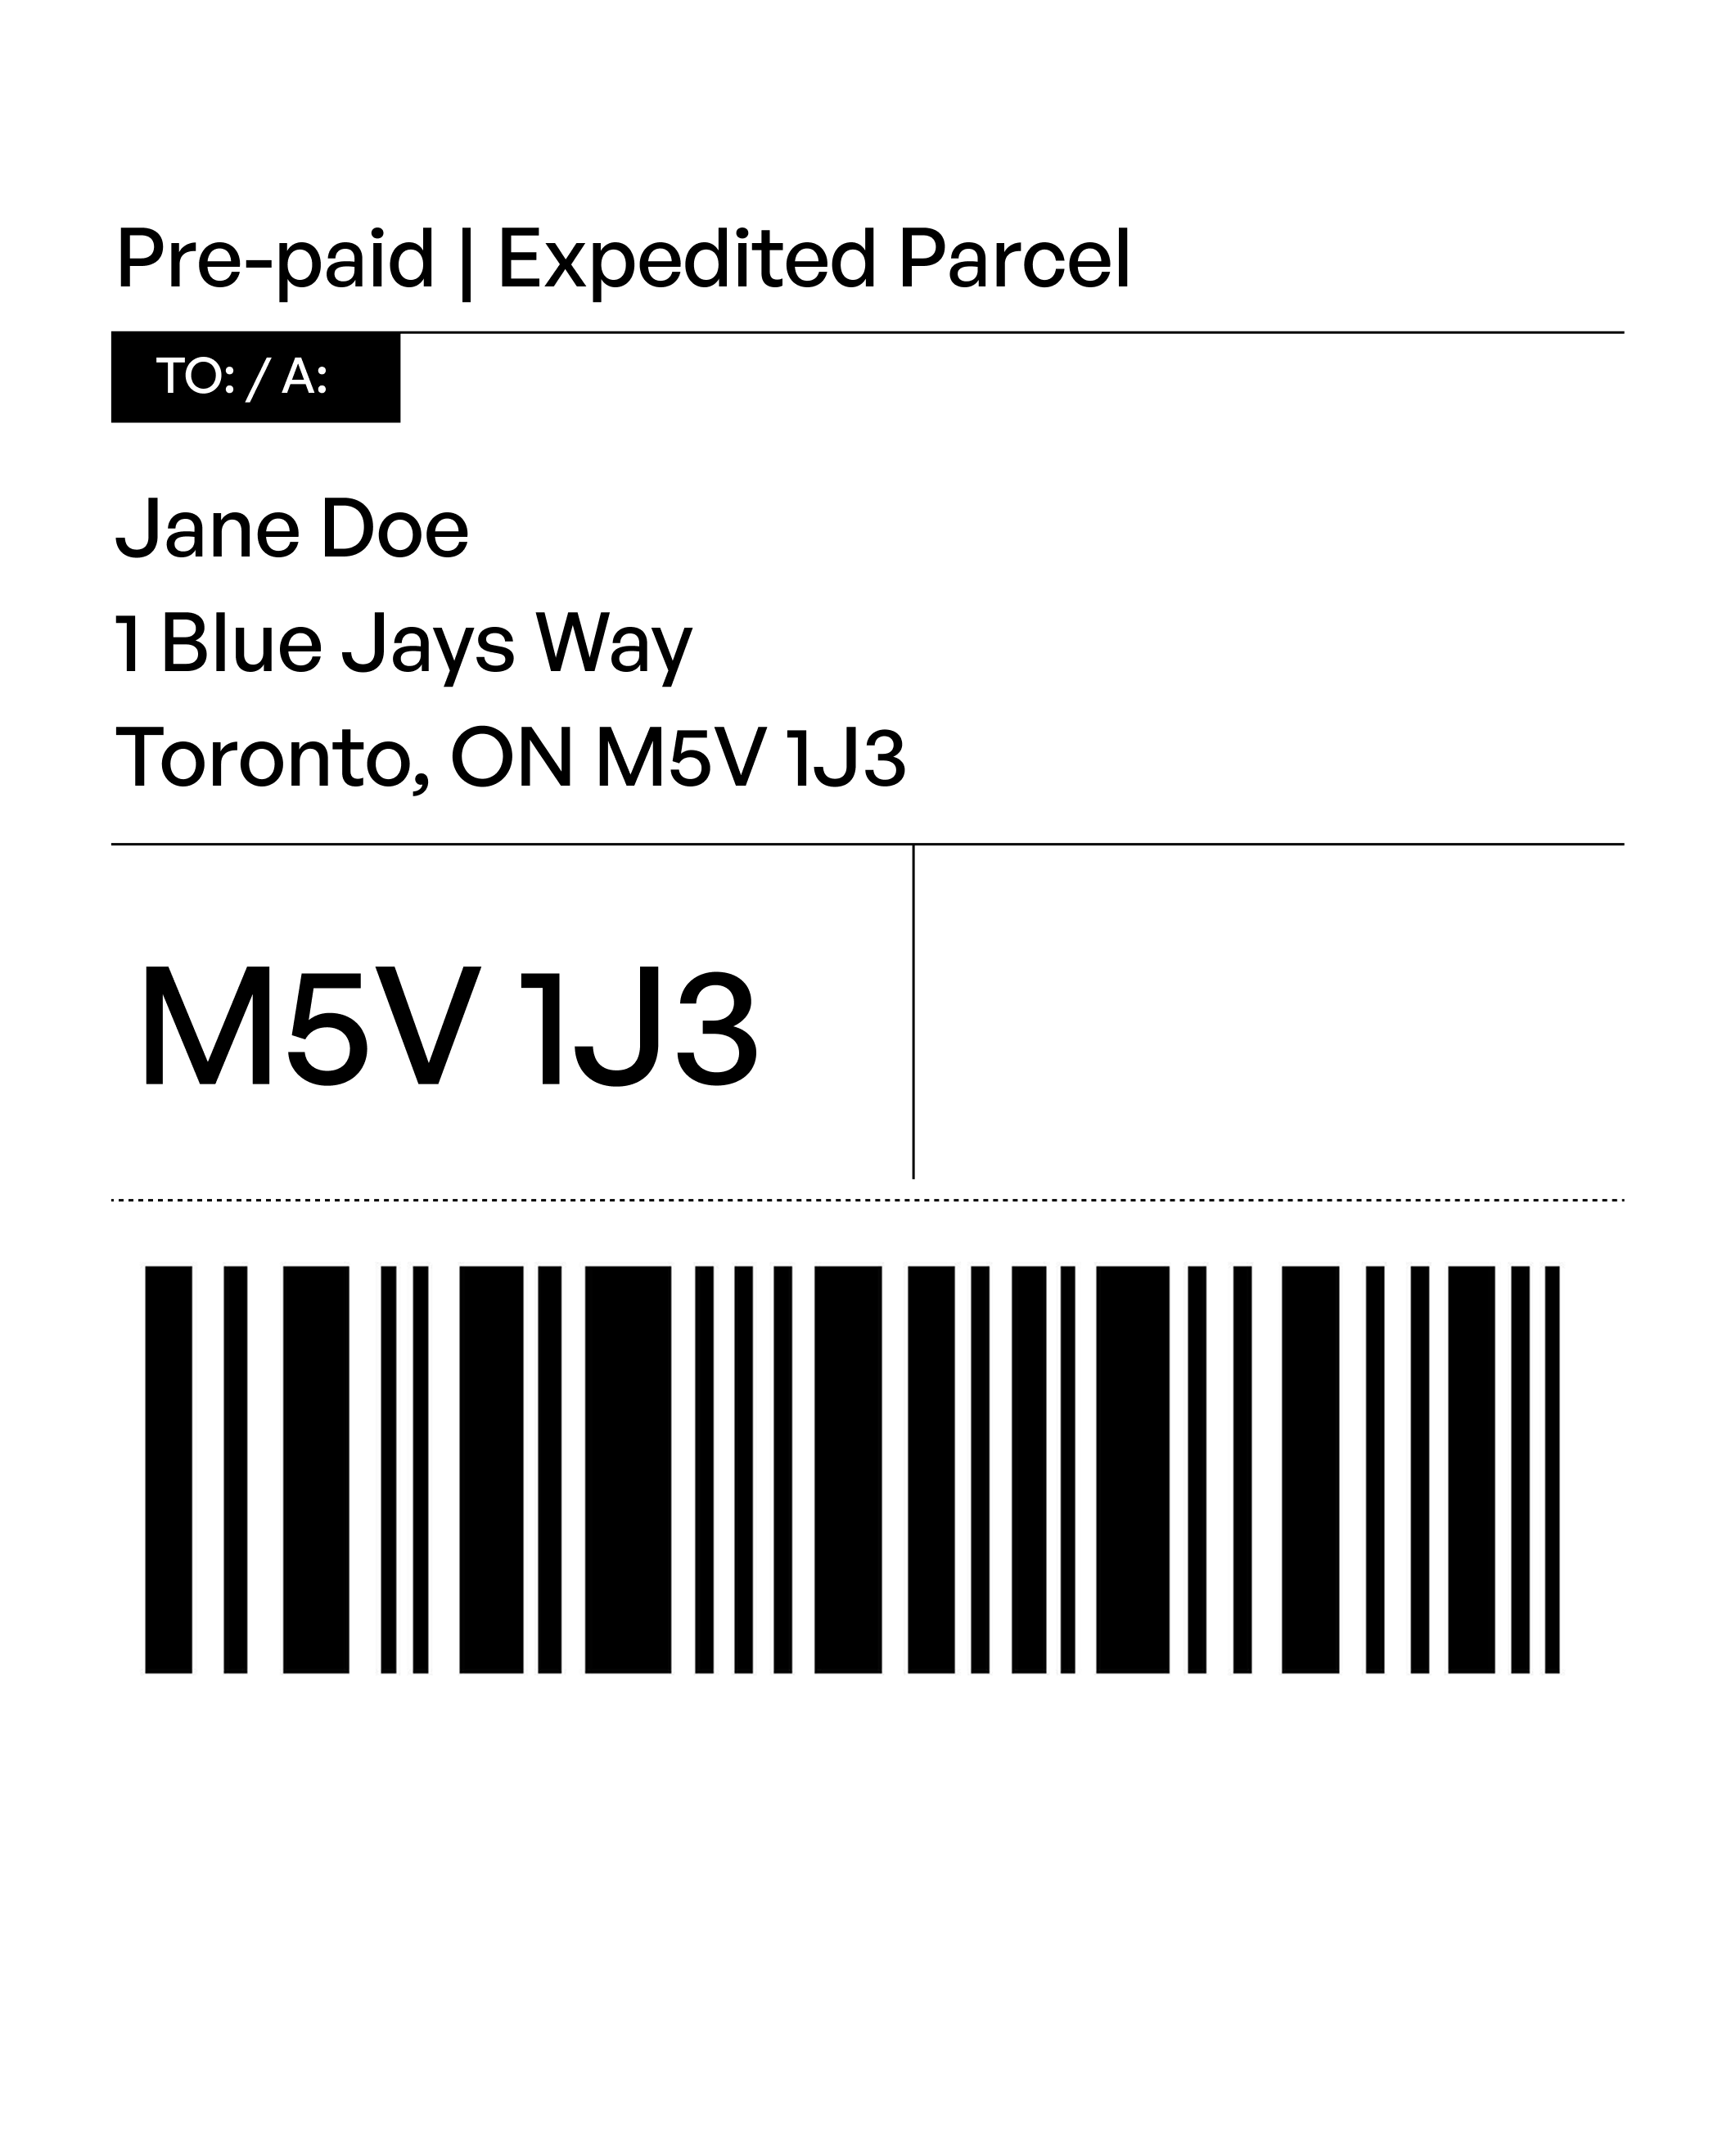 Pre-paid | Expedited Parcel
TO: / A:
Jane Doe
1 Blue Jays Way
Toronto, ON M5V 1J3
M5V 1J3